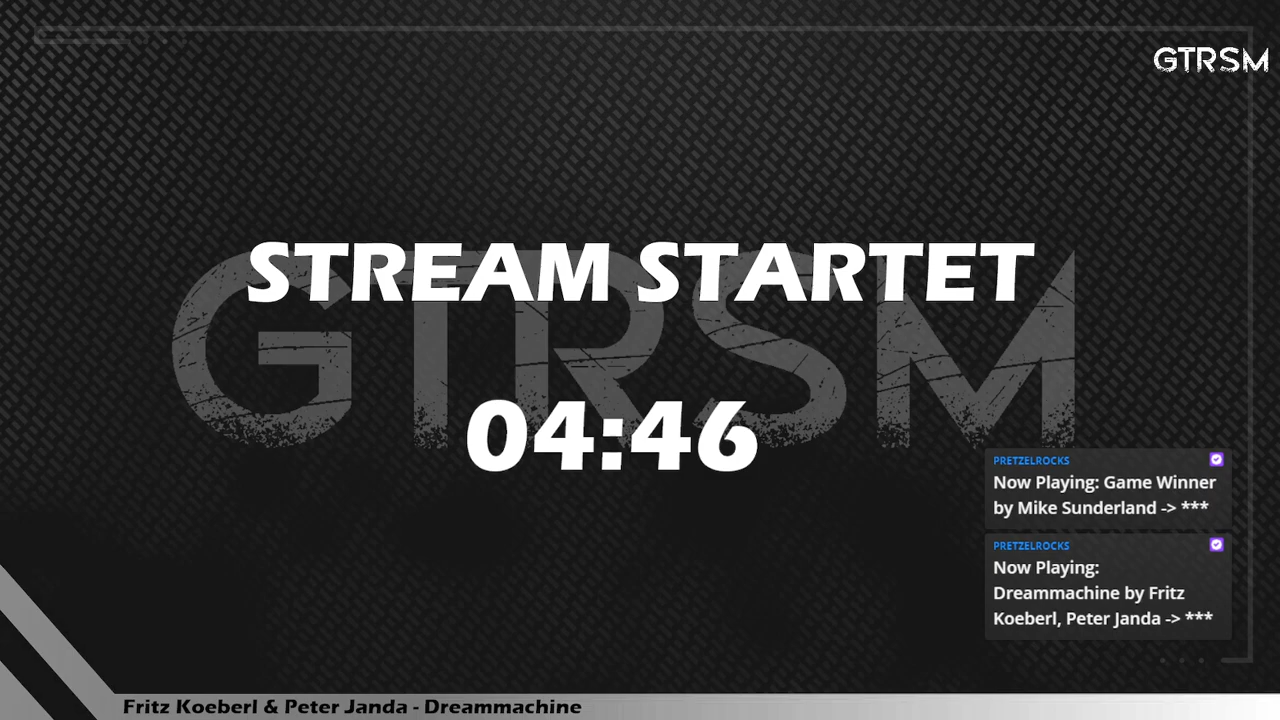 GTRSM
STREAM STARTET
GTRSM
04:46
PRETZELROCKS
Now Playing: Game Winner
by Mike Sunderland -> ***
PRETZELROCKS
Now Playing:
Dreammachine by Fritz
Koeberl, Peter Janda -> ***
Fritz Koeberl & Peter Janda - Dreammachine